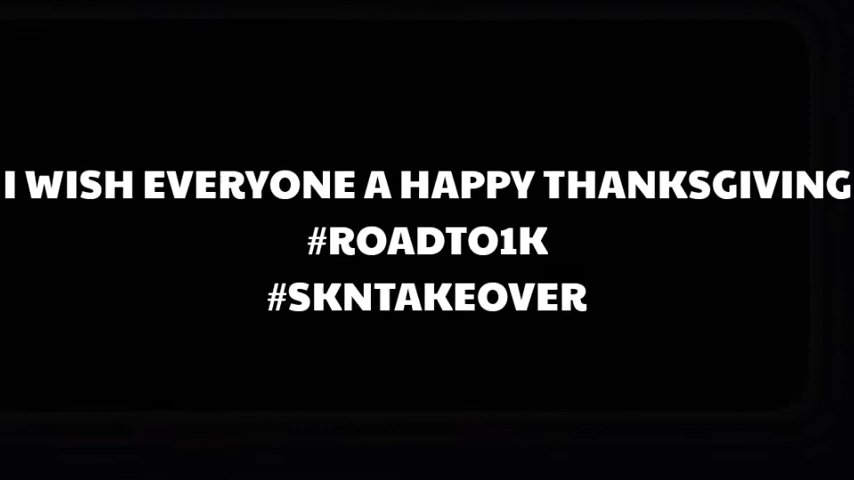 I WISH EVERYONE A HAPPY THANKSGIVING
#ROADTO1K
#SKNTAKEOVER